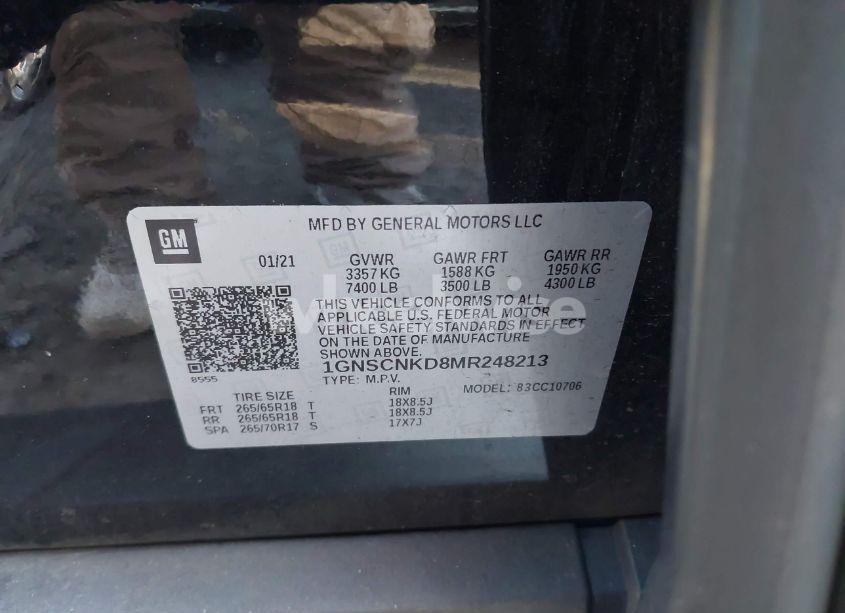 GM
MFD BY GENERAL MOTORS LLC
01/21 GVWR GAWR FRT GAWR RR
3357 KG 1588 KG 1950 KG
7400 LB 3500 LB 4300 LB
THIS VEHICLE CONFORMS TO ALL
APPLICABLE U.S. FEDERAL MOTOR
VEHICLE SAFETY STANDARDS IN EFFECT
ON THE DATE OF MANUFACTURE
SHOWN ABOVE.
1GNSCNKD8MR248213
8555
TYPE: M.P.V. MODEL: 83CC10706
TIRE SIZE RIM
FRT 265/65R18 T 18X8.5J
RR 265/65R18 T 18X8.5J
SPA 265/70R17 S 17X7J